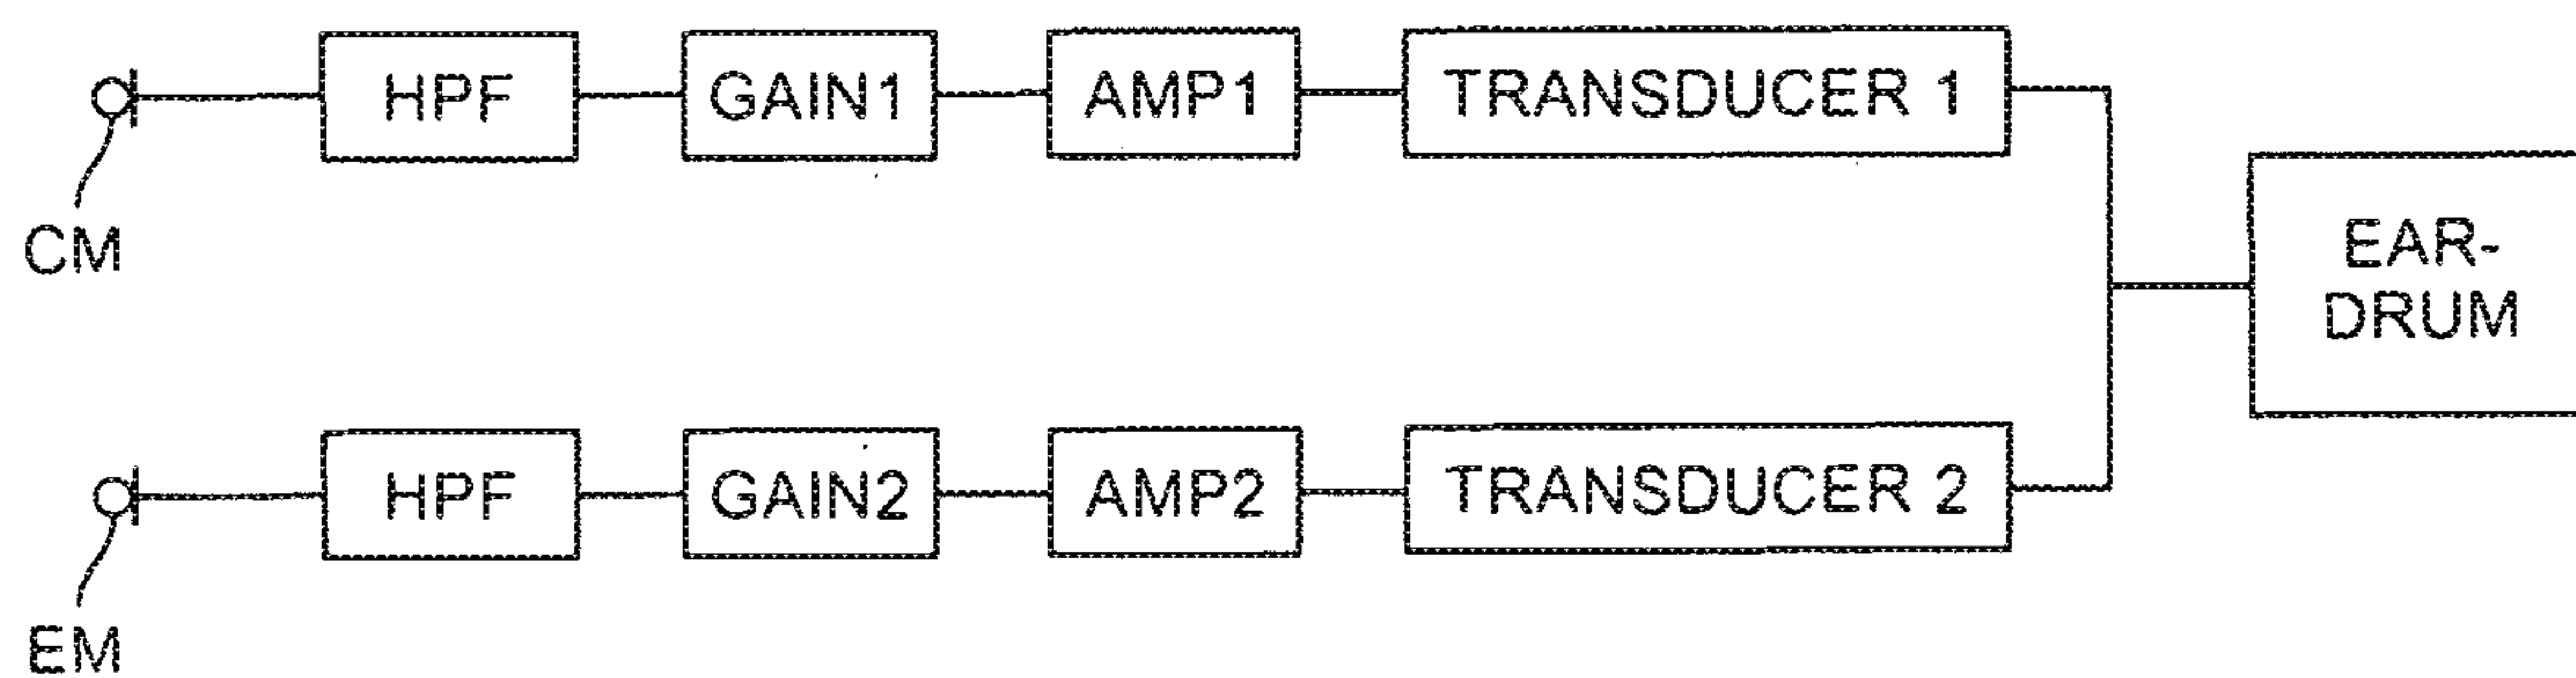 HPF GAIN1 AMP1 TRANSDUCER 1
CM
EAR-
DRUM
HPF GAIN2 AMP2 TRANSDUCER 2
EM